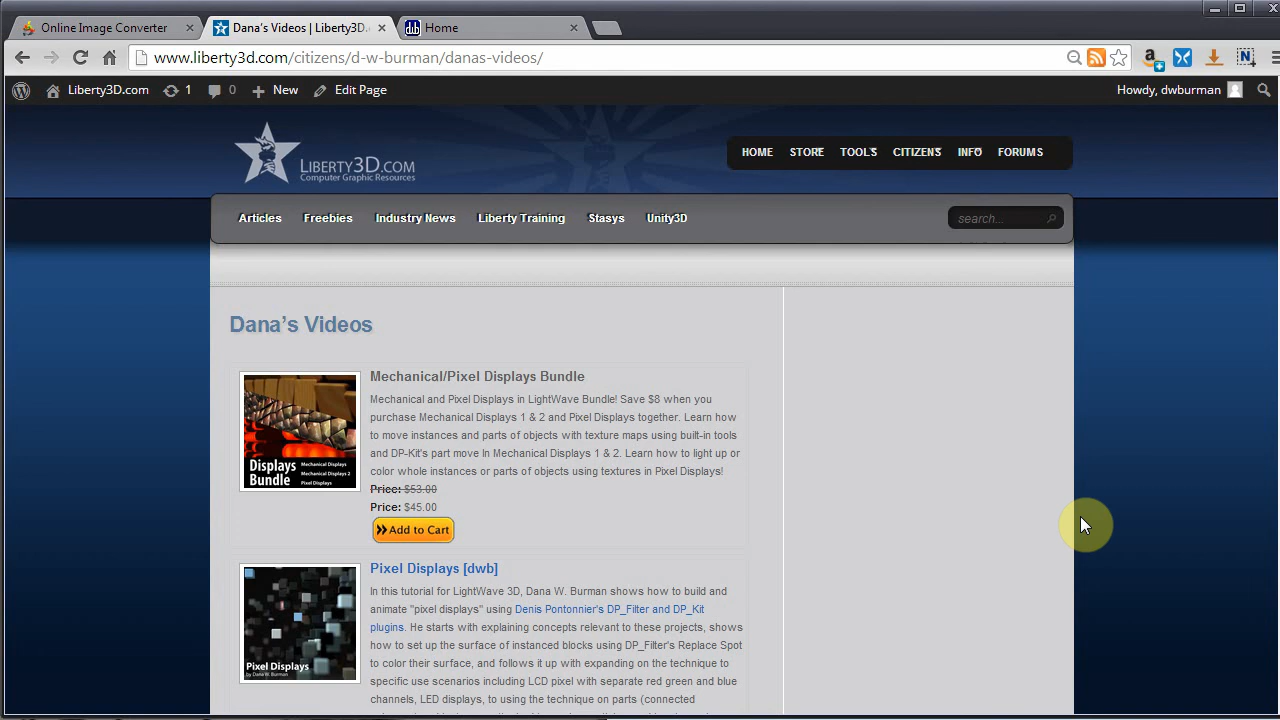 Online Image Converter
Dana's Videos | Liberty3D.
Home
www.liberty3d.com/citizens/d-w-burman/danas-videos/
Liberty3D.com 1 0 New Edit Page Howdy, dwburman
LIBERTY3D.COM
Computer Graphic Resources
HOME STORE TOOLS CITIZENS INFO FORUMS
Articles Freebies Industry News Liberty Training Stasys Unity3D search...
Dana's Videos
Mechanical/Pixel Displays Bundle
Mechanical and Pixel Displays in LightWave Bundle! Save $8 when you
purchase Mechanical Displays 1 & 2 and Pixel Displays together. Learn how
to move instances and parts of objects with texture maps using built-in tools
and DP-Kit's part move In Mechanical Displays 1 & 2. Learn how to light up or
color whole instances or parts of objects using textures in Pixel Displays!
Price: $53.00
Price: $45.00
Add to Cart
Displays
Bundle
Mechanical Displays
Mechanical Displays 2
Pixel Displays
Pixel Displays [dwb]
In this tutorial for LightWave 3D, Dana W. Burman shows how to build and
animate "pixel displays" using Denis Pontonnier's DP_Filter and DP_Kit
plugins. He starts with explaining concepts relevant to these projects, shows
how to set up the surface of instanced blocks using DP_Filter's Replace Spot
to color their surface, and follows it up with expanding on the technique to
specific use scenarios including LCD pixel with separate red green and blue
channels, LED displays, to using the technique on parts (connected
Pixel Displays
by Dana W. Burman